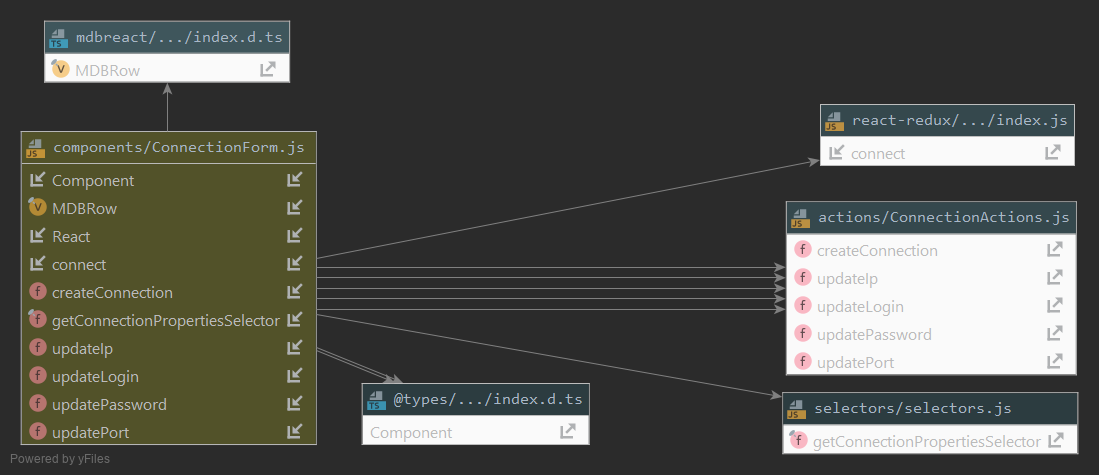 mdbreact/.../index.d.ts
TS
V MDBRow
components/ConnectionForm.js
JS
Component
V MDBRow
React
connect
f createConnection
f getConnectionPropertiesSelector
f updateIp
f updateLogin
f updatePassword
f updatePort
react-redux/.../index.js
JS
connect
actions/ConnectionActions.js
JS
f createConnection
f updateIp
f updateLogin
f updatePassword
f updatePort
@types/.../index.d.ts
TS
Component
selectors/selectors.js
JS
f getConnectionPropertiesSelector
Powered by yFiles